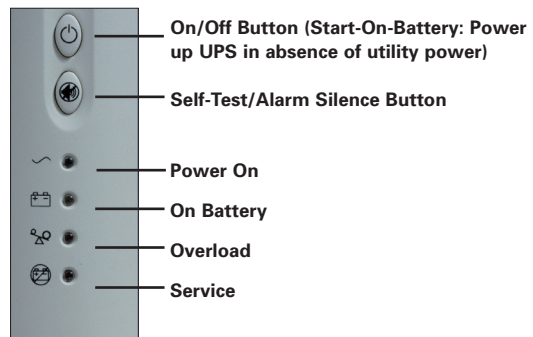 On/Off Button (Start-On-Battery: Power
up UPS in absence of utility power)
Self-Test/Alarm Silence Button
Power On
On Battery
Overload
Service